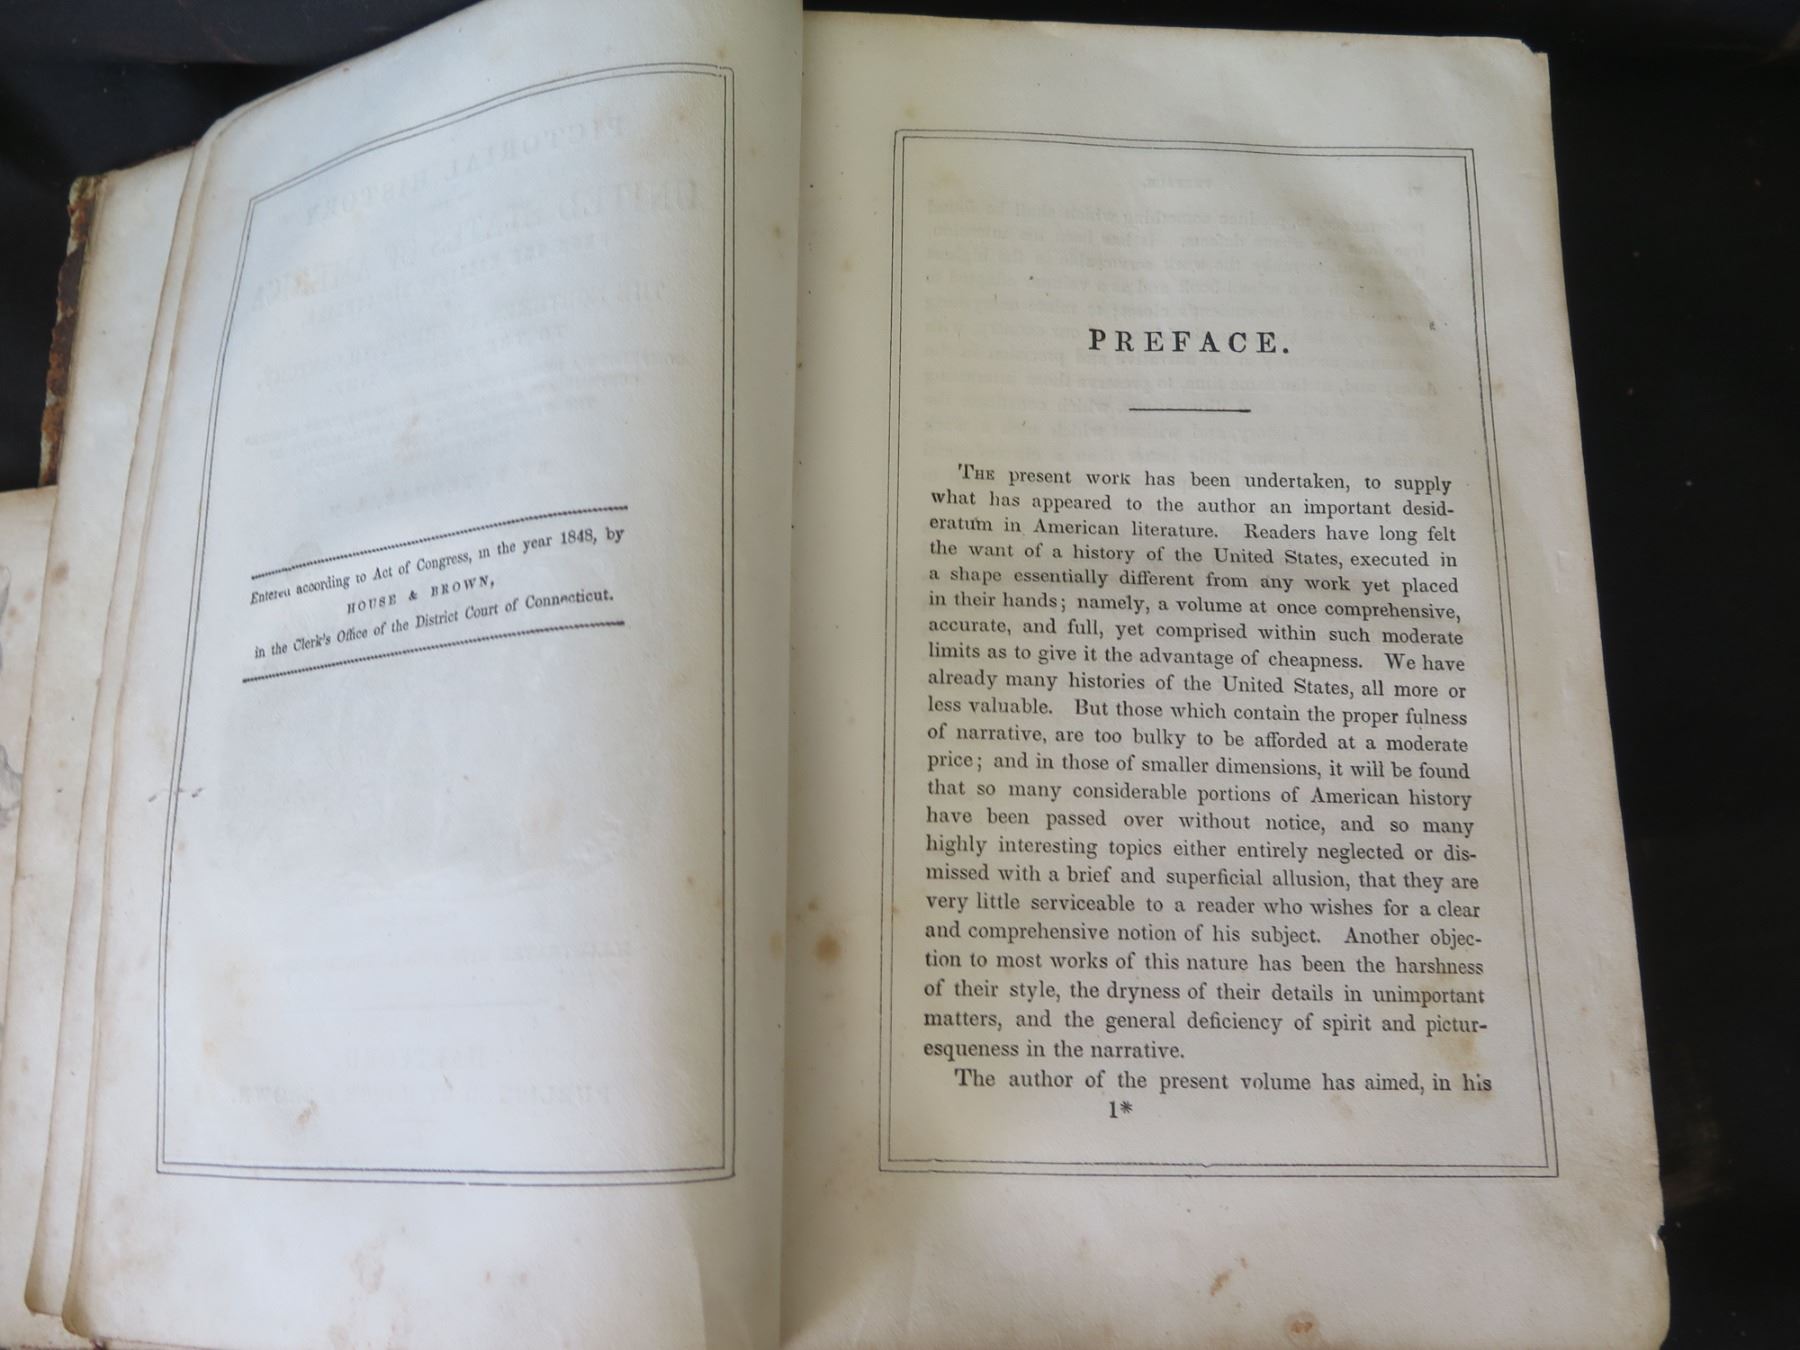 Entered according to Act of Congress, in the year 1848, by
HOUSE & BROWN,
in the Clerk's Office of the District Court of Connecticut.
PREFACE.
THE present work has been undertaken, to supply
what has appeared to the author an important desid-
eratum in American literature. Readers have long felt
the want of a history of the United States, executed in
a shape essentially different from any work yet placed
in their hands; namely, a volume at once comprehensive,
accurate, and full, yet comprised within such moderate
limits as to give it the advantage of cheapness. We have
already many histories of the United States, all more or
less valuable. But those which contain the proper fulness
of narrative, are too bulky to be afforded at a moderate
price; and in those of smaller dimensions, it will be found
that so many considerable portions of American history
have been passed over without notice, and so many
highly interesting topics either entirely neglected or dis-
missed with a brief and superficial allusion, that they are
very little serviceable to a reader who wishes for a clear
and comprehensive notion of his subject. Another objec-
tion to most works of this nature has been the harshness
of their style, the dryness of their details in unimportant
matters, and the general deficiency of spirit and pictur-
esqueness in the narrative.
The author of the present volume has aimed, in his
1*